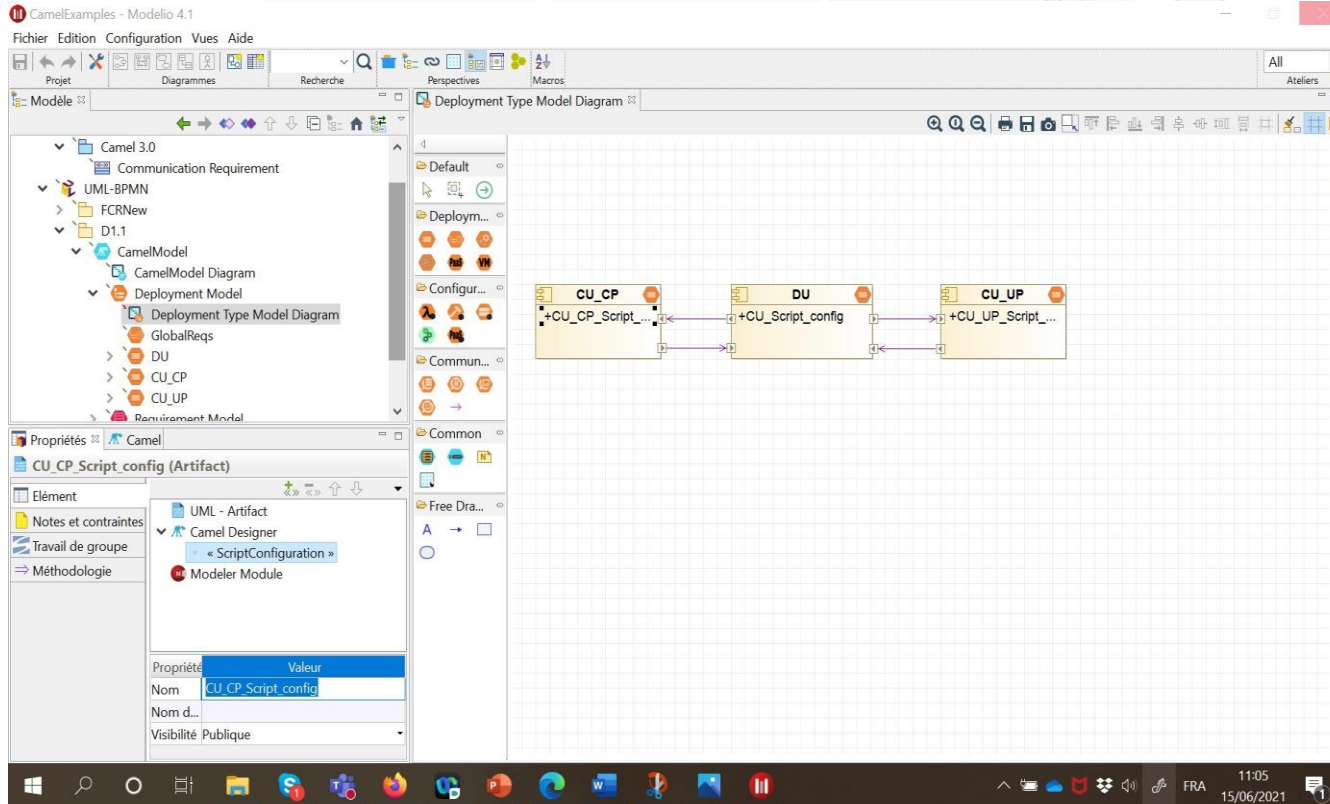 CamelExamples - Modelio 4.1
Fichier Edition Configuration Vues Aide
Projet Diagrammes Recherche Perspectives Macros All Ateliers
Modèle
Deployment Type Model Diagram
Camel 3.0
Communication Requirement
UML-BPMN
FCRNew
D1.1
CamelModel
CamelModel Diagram
Deployment Model
Deployment Type Model Diagram
GlobalReqs
DU
CU_CP
CU_UP
Requirement Model
Default
Deploym...
PaaS VM
Configur...
Commun...
Common
N
Free Dra...
A
CU_CP
+CU_CP_Script_...
DU
+CU_Script_config
CU_UP
+CU_UP_Script_...
Propriétés Camel
CU_CP_Script_config (Artifact)
Elément
Notes et contraintes
Travail de groupe
Méthodologie
UML - Artifact
Camel Designer
« ScriptConfiguration »
Modeler Module
Propriété Valeur
Nom CU_CP_Script_config
Nom d...
Visibilité Publique
FRA
11:05
15/06/2021
1